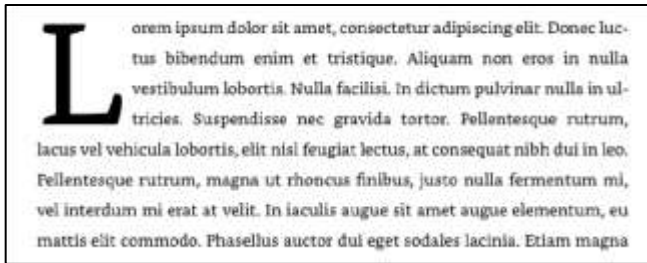 Lorem ipsum dolor sit amet, consectetur adipiscing elit. Donec luc-
tus bibendum enim et tristique. Aliquam non eros in nulla
vestibulum lobortis. Nulla facilisi. In dictum pulvinar nulla in ul-
tricies. Suspendisse nec gravida tortor. Pellentesque rutrum,
lacus vel vehicula lobortis, elit nisl feugiat lectus, at consequat nibh dui in leo.
Pellentesque rutrum, magna ut rhoncus finibus, justo nulla fermentum mi,
vel interdum mi erat at velit. In iaculis augue sit amet augue elementum, eu
mattis elit commodo. Phasellus auctor dui eget sodales lacinia. Etiam magna